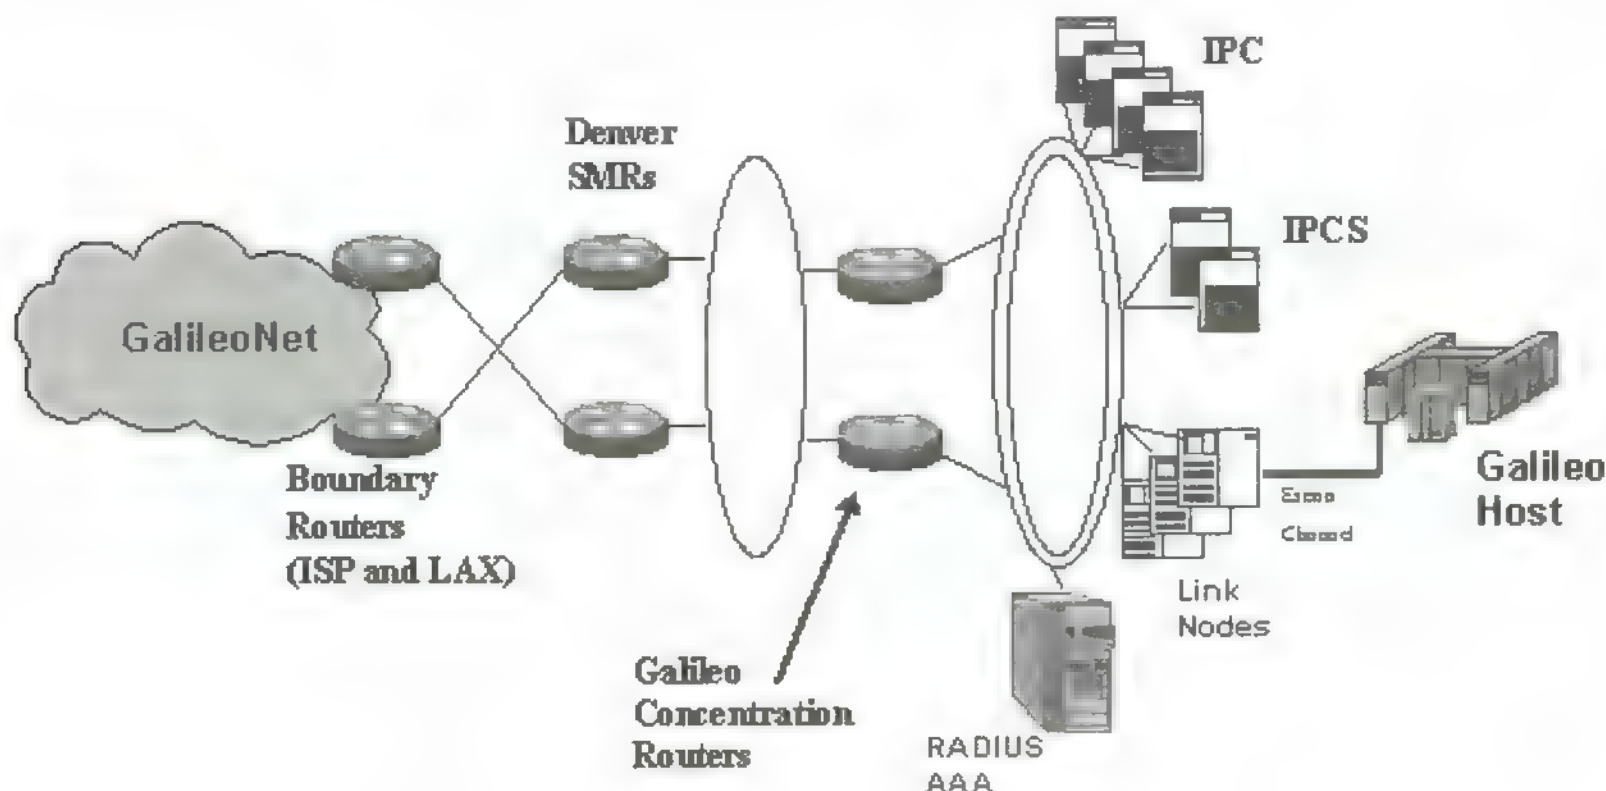 IPC
Denver
SMRs
IPCS
GalileoNet
Boundary
Routers
(ISP and LAX)
Galileo
Host
Link
Nodes
Galileo
Concentration
Routers
RADIUS
AAA